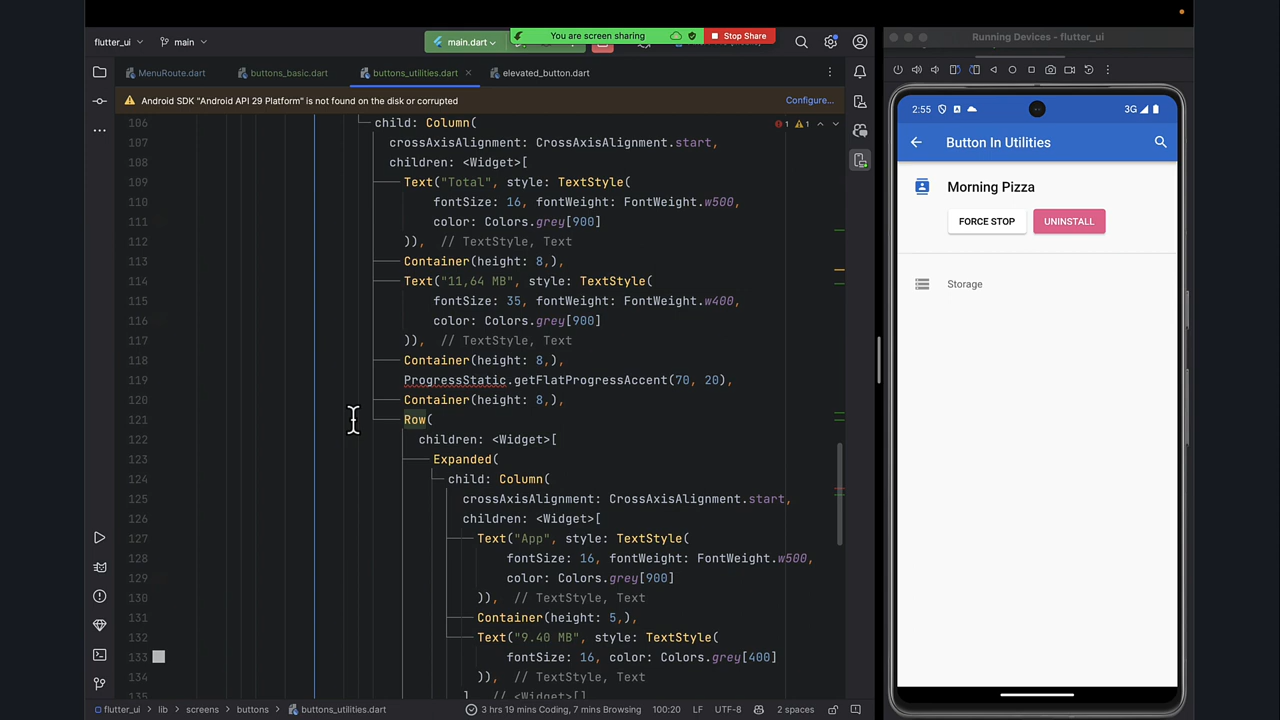 You are screen sharing
Stop Share
flutter_ui
main
main.dart
Running Devices - flutter_ui
MenuRoute.dart
buttons_basic.dart
buttons_utilities.dart
elevated_button.dart
Android SDK "Android API 29 Platform" is not found on the disk or corrupted
Configure...
1 1
106 child: Column(
107 crossAxisAlignment: CrossAxisAlignment.start,
108 children: <Widget>[
109 Text("Total", style: TextStyle(
110 fontSize: 16, fontWeight: FontWeight.w500,
111 color: Colors.grey[900]
112 )), // TextStyle, Text
113 Container(height: 8,),
114 Text("11,64 MB", style: TextStyle(
115 fontSize: 35, fontWeight: FontWeight.w400,
116 color: Colors.grey[900]
117 )), // TextStyle, Text
118 Container(height: 8,),
119 ProgressStatic.getFlatProgressAccent(70, 20),
120 Container(height: 8,),
121 Row(
122 children: <Widget>[
123 Expanded(
124 child: Column(
125 crossAxisAlignment: CrossAxisAlignment.start,
126 children: <Widget>[
127 Text("App", style: TextStyle(
128 fontSize: 16, fontWeight: FontWeight.w500,
129 color: Colors.grey[900]
130 )), // TextStyle, Text
131 Container(height: 5,),
132 Text("9.40 MB", style: TextStyle(
133 fontSize: 16, color: Colors.grey[400]
134 )), // TextStyle, Text
135 ] // <Widget>[]
flutter_ui > lib > screens > buttons > buttons_utilities.dart
3 hrs 19 mins Coding, 7 mins Browsing
100:20
LF
UTF-8
2 spaces
2:55
3G
Button In Utilities
Morning Pizza
FORCE STOP
UNINSTALL
Storage